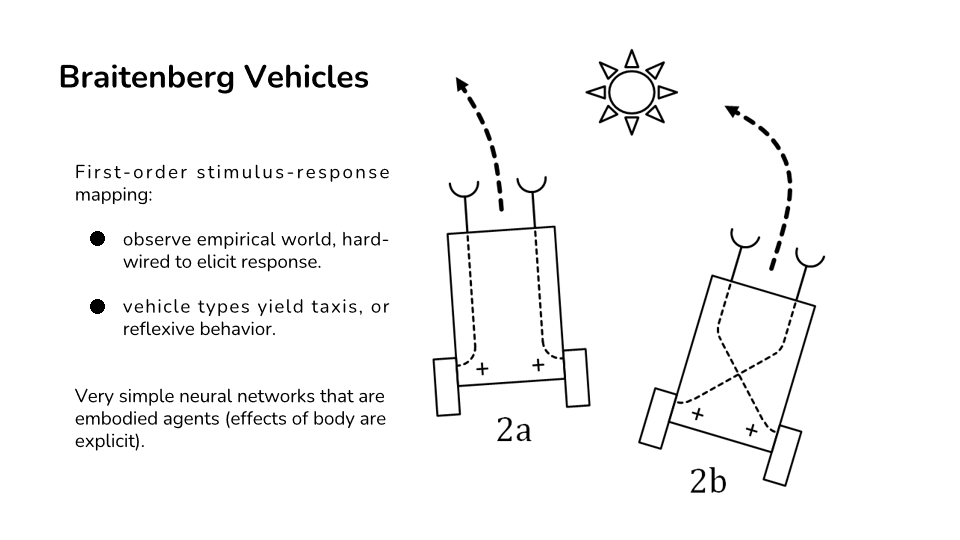 Braitenberg Vehicles
First-order stimulus-response
mapping:
● observe empirical world, hard-
wired to elicit response.
● vehicle types yield taxis, or
reflexive behavior.
Very simple neural networks that are
embodied agents (effects of body are
explicit).
+ +
2a
+ +
2b